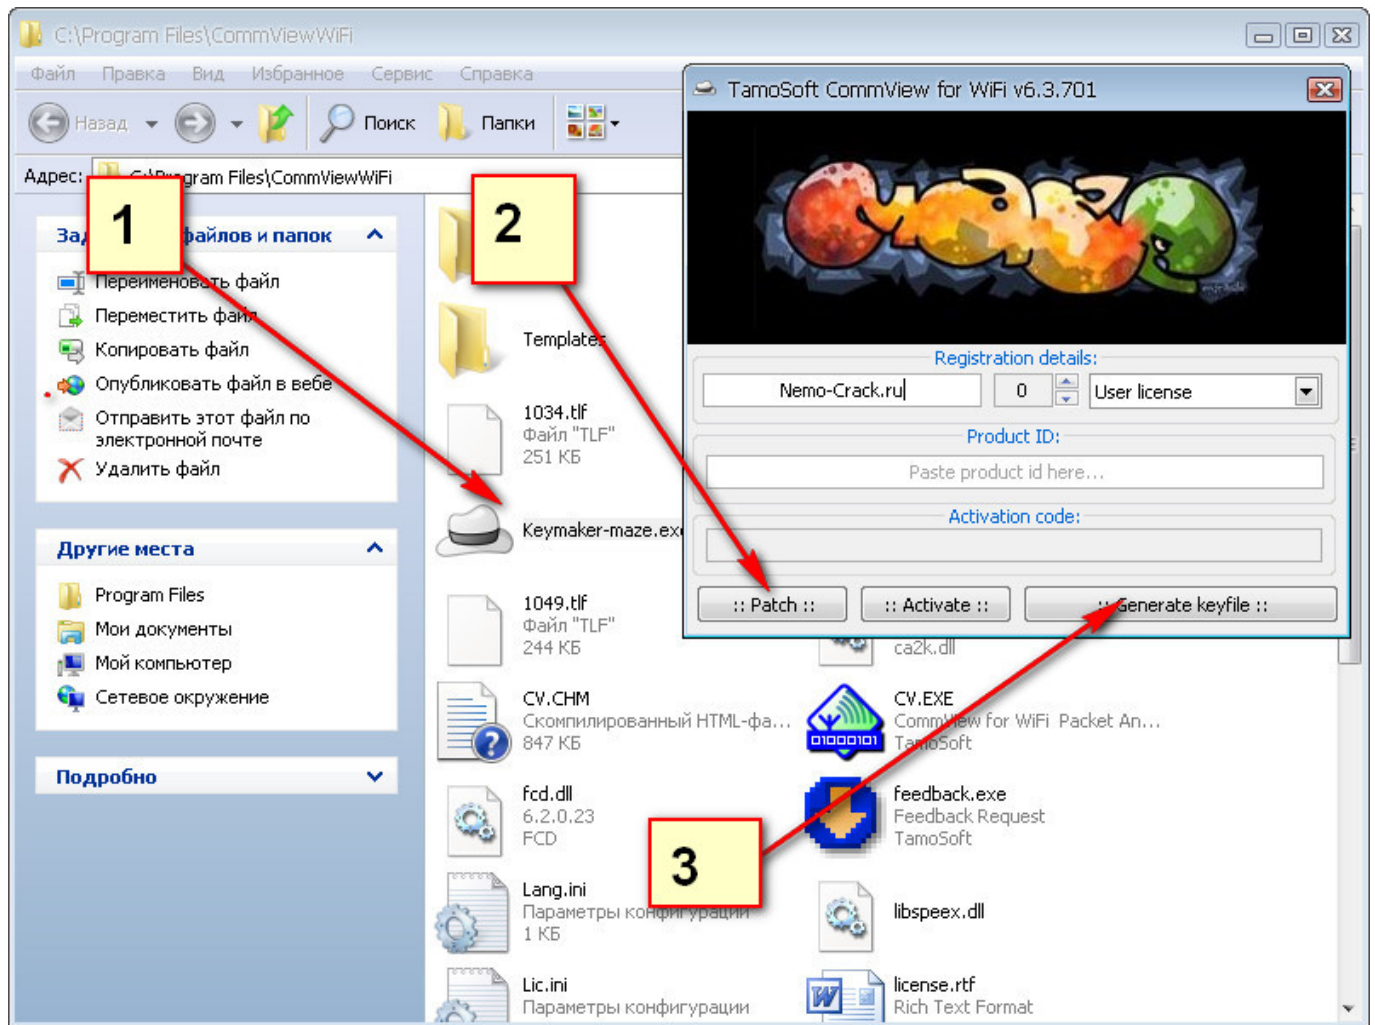 C:\Program Files\CommViewWiFi
Файл Правка Вид Избранное Сервис Справка
Назад Поиск Папки
Адрес: C:\Program Files\CommViewWiFi
1
2
3
файлов и папок
Переименовать файл
Переместить файл
Копировать файл
Опубликовать файл в вебе
Отправить этот файл по
электронной почте
Удалить файл
Другие места
Program Files
Мои документы
Мой компьютер
Сетевое окружение
Подробно
Templates
1034.tlf
Файл "TLF"
251 КБ
Keymaker-maze.exe
1049.tlf
Файл "TLF"
244 КБ
CV.CHM
Скомпилированный HTML-фа...
847 КБ
fcd.dll
6.2.0.23
FCD
Lang.ini
Параметры конфигурации
1 КБ
Lic.ini
Параметры конфигурации
ca2k.dll
01000101
CV.EXE
CommView for WiFi Packet An...
TamoSoft
feedback.exe
Feedback Request
TamoSoft
libspeex.dll
license.rtf
Rich Text Format
TamoSoft CommView for WiFi v6.3.701
Registration details:
Nemo-Crack.ru 0 User license
Product ID:
Paste product id here...
Activation code:
:: Patch :: :: Activate :: :: Generate keyfile ::